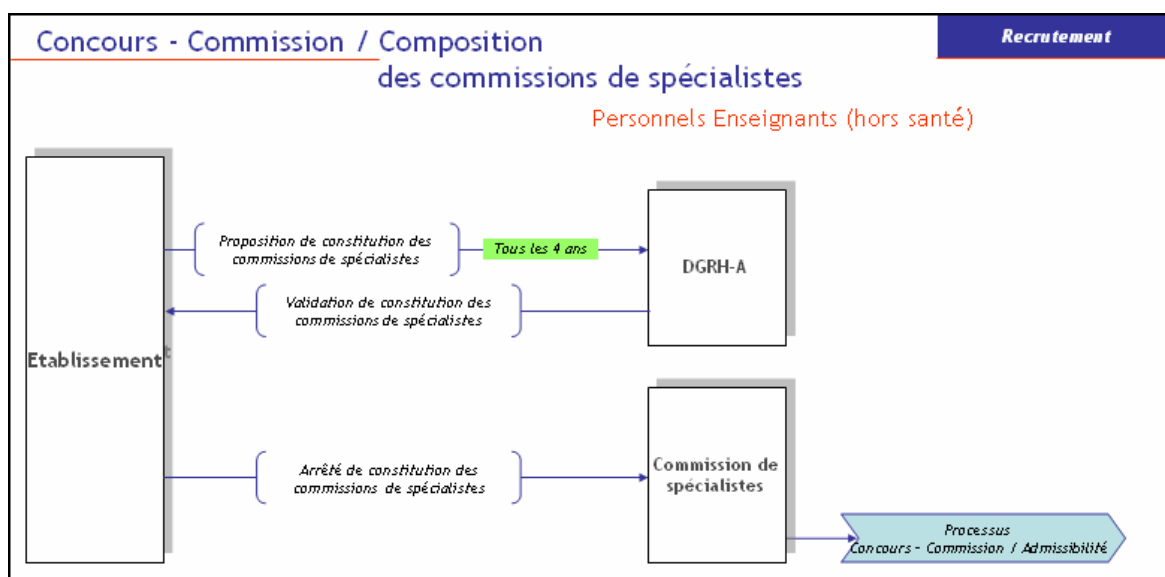 Concours - Commission / Composition
des commissions de spécialistes
Recrutement
Personnels Enseignants (hors santé)
Proposition de constitution des
commissions de spécialistes
Tous les 4 ans
DGRH-A
Validation de constitution des
commissions de spécialistes
Etablissement
Arrêté de constitution des
commissions de spécialistes
Commission de
spécialistes
Processus
Concours - Commission / Admissibilité